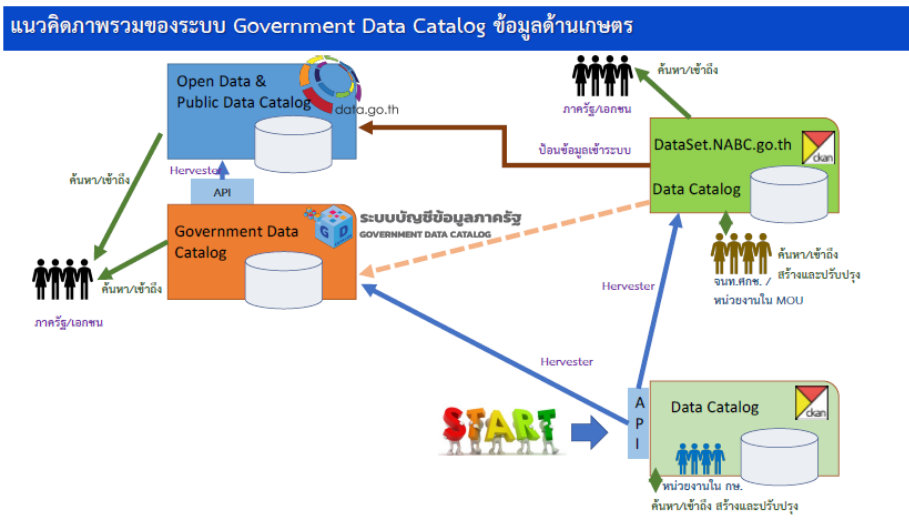 แนวคิดภาพรวมของระบบ Government Data Catalog ข้อมูลด้านเกษตร
Open Data &
Public Data Catalog
data.go.th
ค้นหา/เข้าถึง
ภาครัฐ/เอกชน
ป้อนข้อมูลเข้าระบบ
DataSet.NABC.go.th
ckan
Data Catalog
Hervester
API
ค้นหา/เข้าถึง
Government Data
Catalog
G D
ระบบบัญชีข้อมูลภาครัฐ
GOVERNMENT DATA CATALOG
ค้นหา/เข้าถึง
ภาครัฐ/เอกชน
ค้นหา/เข้าถึง
สร้างและปรับปรุง
จนท.ศกช. /
หน่วยงานใน MOU
Hervester
Hervester
START
A
P
I
Data Catalog
ckan
หน่วยงานใน กษ.
ค้นหา/เข้าถึง สร้างและปรับปรุง